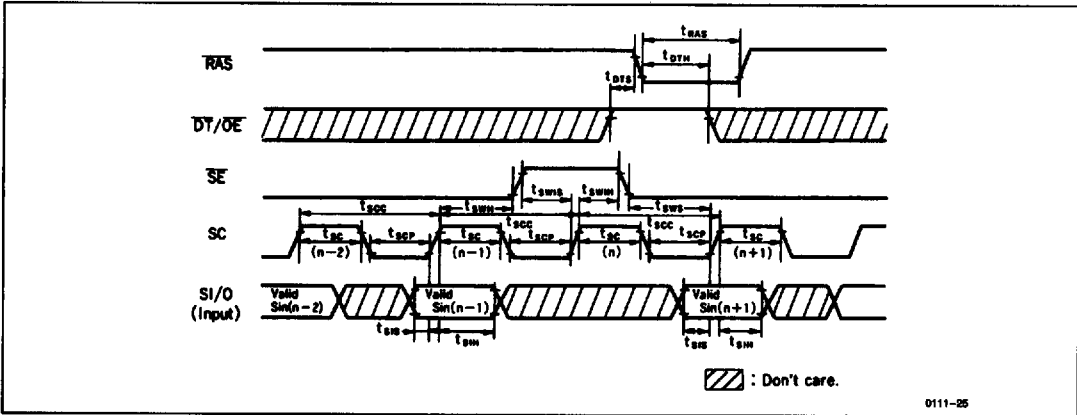 tRAS
RAS
tDTH
tDTS
DT/OE
SE
tSWIS tSWIH
tSCC tSWH tSCC tSWS tSCC
SC
tSC tSCP tSC tSCP tSC tSCP tSC
(n−2) (n−1) (n) (n+1)
SI/O
(Input)
Valid
Sin(n−2)
Valid
Sin(n−1)
Valid
Sin(n+1)
tSIS tSIH tSIS tSIH
: Don't care.
0111-25